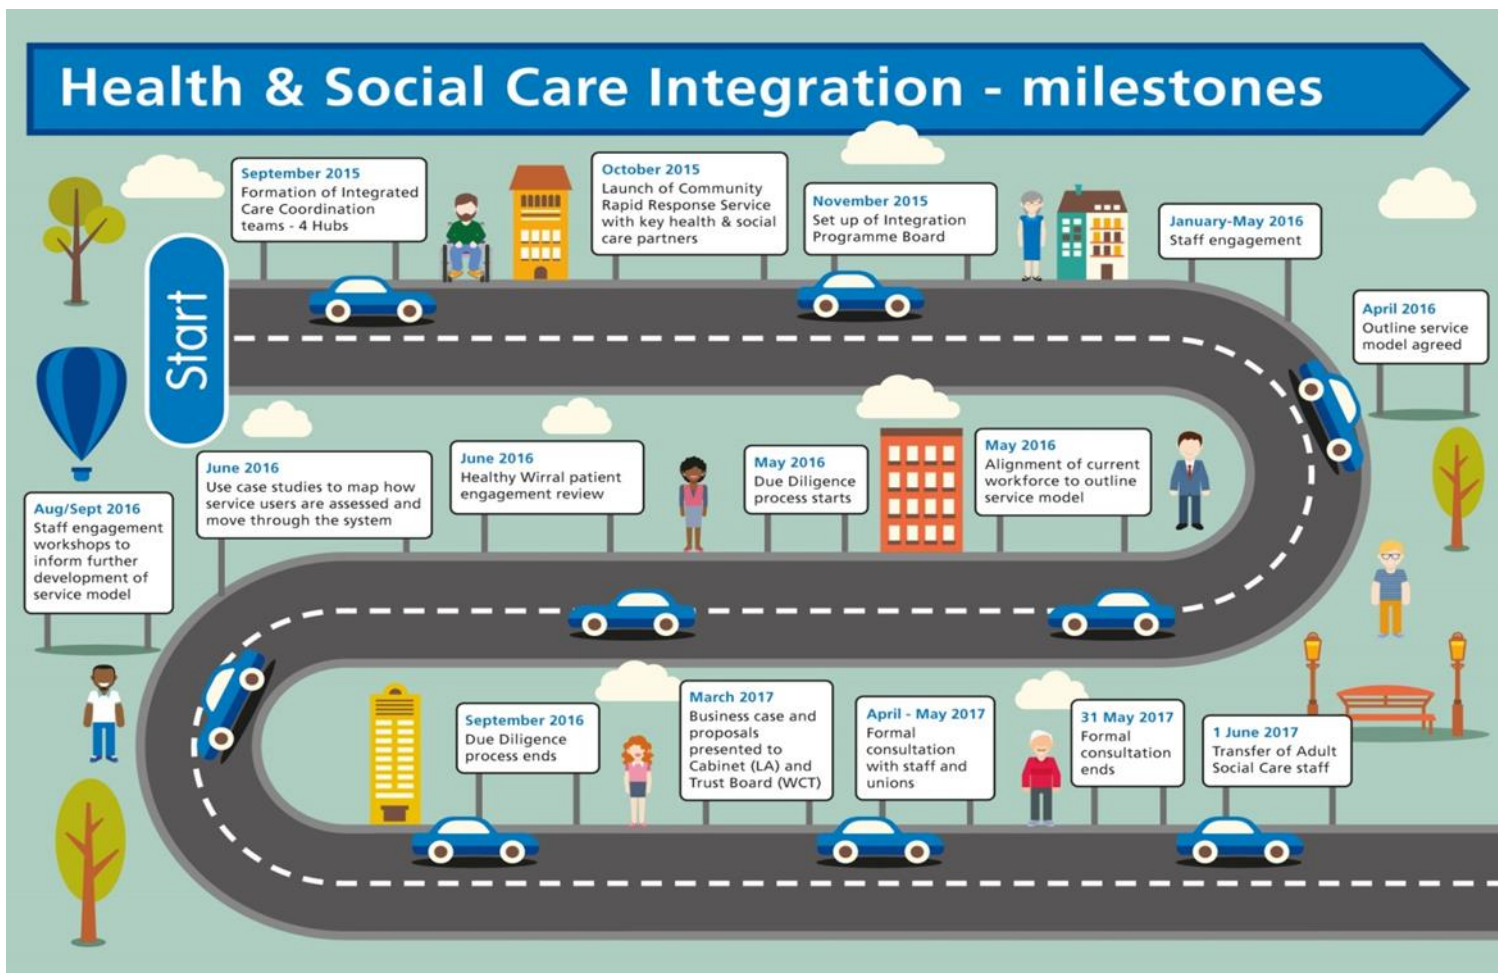 Health & Social Care Integration - milestones
Start
September 2015
Formation of Integrated
Care Coordination
teams - 4 Hubs
October 2015
Launch of Community
Rapid Response Service
with key health & social
care partners
November 2015
Set up of Integration
Programme Board
January-May 2016
Staff engagement
April 2016
Outline service
model agreed
May 2016
Alignment of current
workforce to outline
service model
May 2016
Due Diligence
process starts
June 2016
Healthy Wirral patient
engagement review
June 2016
Use case studies to map how
service users are assessed and
move through the system
Aug/Sept 2016
Staff engagement
workshops to
inform further
development of
service model
September 2016
Due Diligence
process ends
March 2017
Business case and
proposals
presented to
Cabinet (LA) and
Trust Board (WCT)
April - May 2017
Formal
consultation
with staff and
unions
31 May 2017
Formal
consultation
ends
1 June 2017
Transfer of Adult
Social Care staff